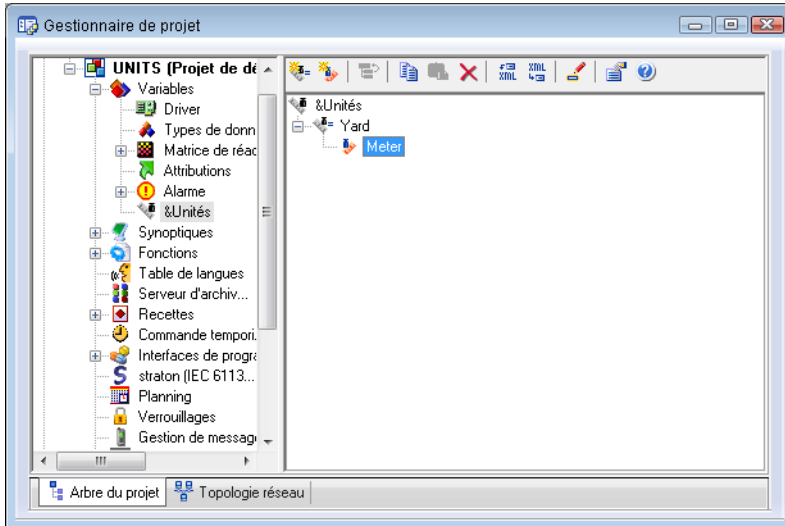 Gestionnaire de projet
UNITS (Projet de dé
Variables
Driver
Types de donn
Matrice de réac
Attributions
Alarme
&Unités
Synoptiques
Fonctions
Table de langues
Serveur d'archiv...
Recettes
Commande tempori.
Interfaces de progra
straton (IEC 6113...
Planning
Verrouillages
Gestion de messag
XML
XML
&Unités
Yard
Meter
Arbre du projet
Topologie réseau